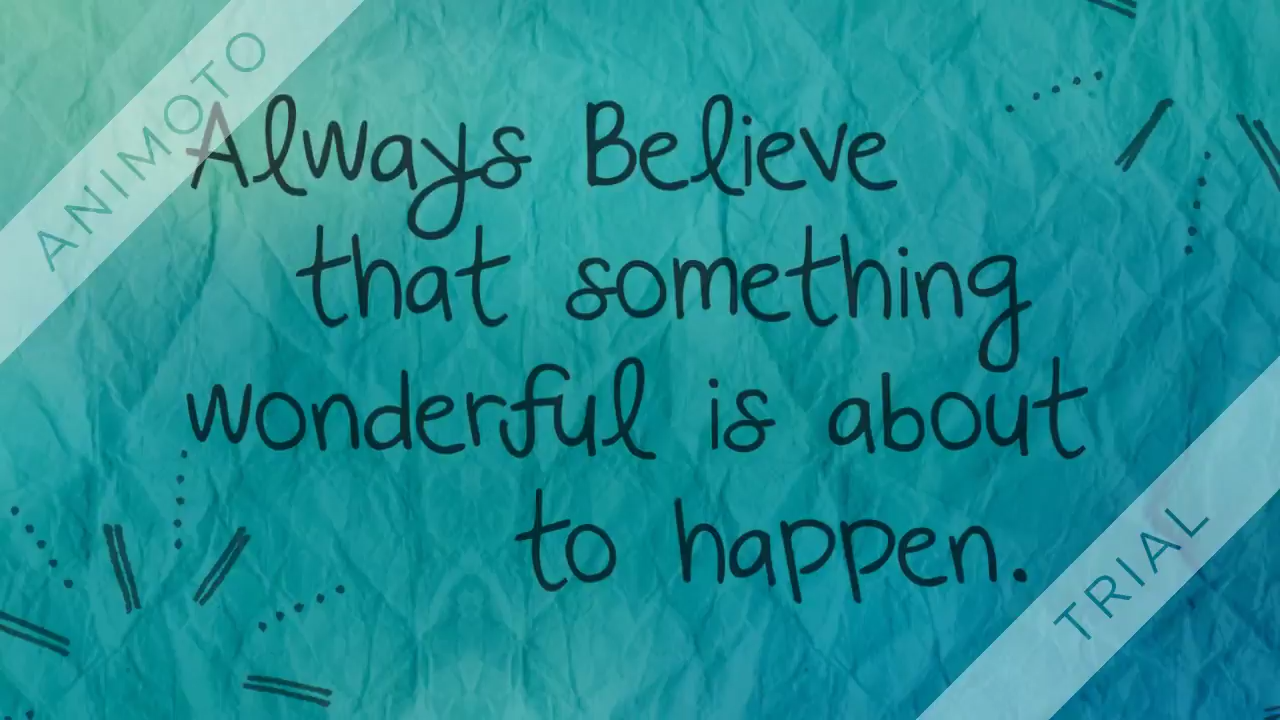 ANIMOTO
Always Believe
that something
wonderful is about
to happen.
TRIAL